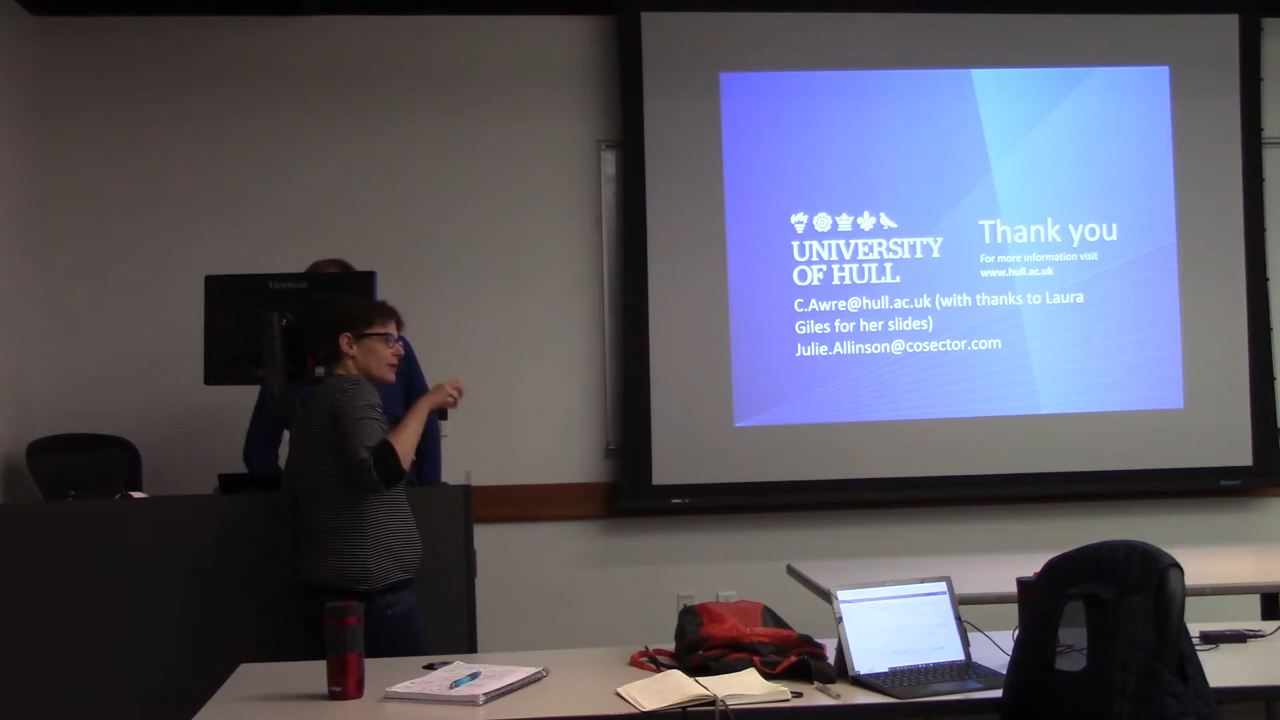 ViewSonic
UNIVERSITY
OF HULL
Thank you
For more information visit
www.hull.ac.uk
C.Awre@hull.ac.uk (with thanks to Laura
Giles for her slides)
Julie.Allinson@cosector.com